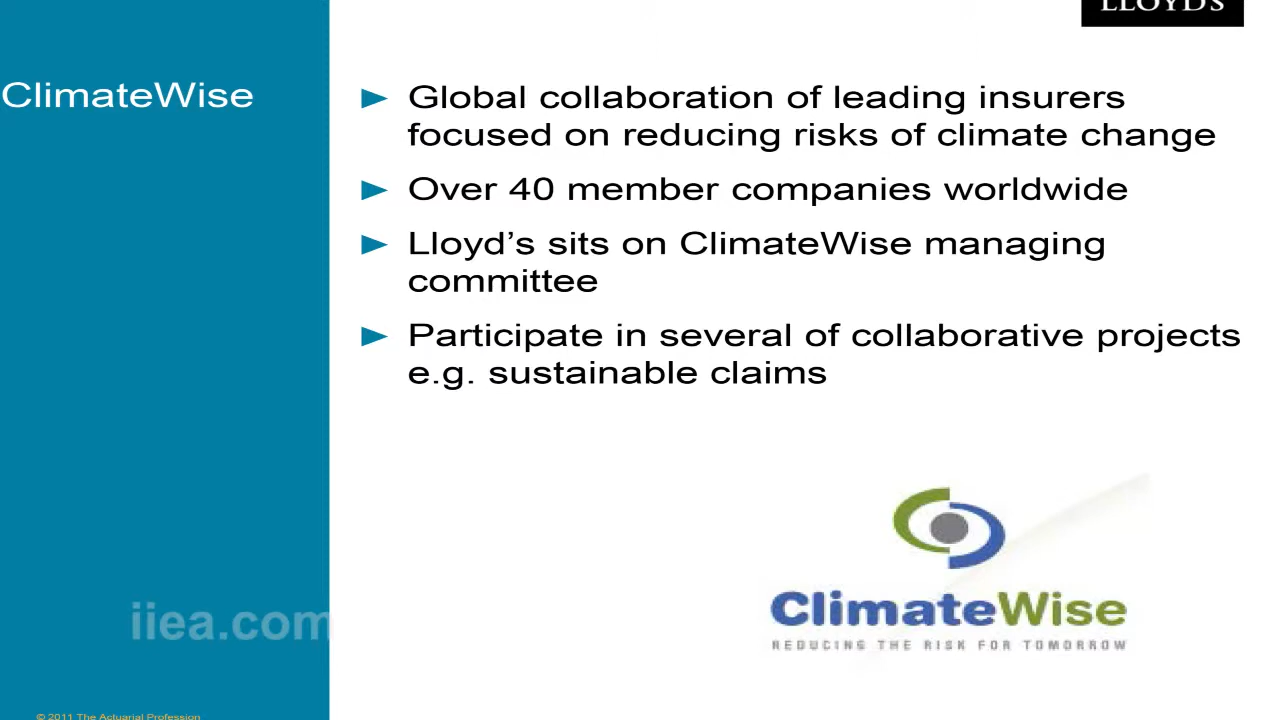 LLOYD'S
ClimateWise
► Global collaboration of leading insurers
focused on reducing risks of climate change
► Over 40 member companies worldwide
► Lloyd’s sits on ClimateWise managing
committee
► Participate in several of collaborative projects
e.g. sustainable claims
ClimateWise
REDUCING THE RISK FOR TOMORROW
iiea.com
© 2011 The Actuarial Profession